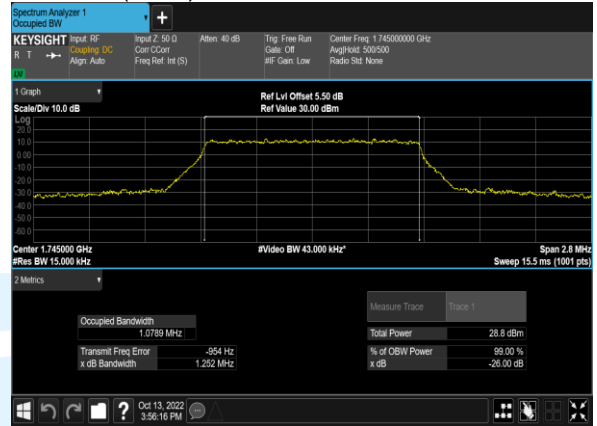 Spectrum Analyzer 1
Occupied BW
KEYSIGHT
R T
LW
Input: RF
Coupling: DC
Align: Auto
Input Z: 50 Ω
Corr CCorr
Freq Ref: Int (S)
Atten: 40 dB
Trig: Free Run
Gate: Off
#IF Gain: Low
Center Freq: 1.745000000 GHz
Avg|Hold: 500/500
Radio Std: None
1 Graph
Scale/Div 10.0 dB
Ref Lvl Offset 5.50 dB
Ref Value 30.00 dBm
Log
20.0
10.0
0.00
-10.0
-20.0
-30.0
-40.0
-50.0
-60.0
Center 1.745000 GHz
#Res BW 15.000 kHz
#Video BW 43.000 kHz*
Span 2.8 MHz
Sweep 15.5 ms (1001 pts)
2 Metrics
Measure Trace Trace 1
Occupied Bandwidth
1.0789 MHz
Total Power 28.8 dBm
Transmit Freq Error -954 Hz
x dB Bandwidth 1.252 MHz
% of OBW Power 99.00 %
x dB -26.00 dB
Oct 13, 2022
3:56:16 PM